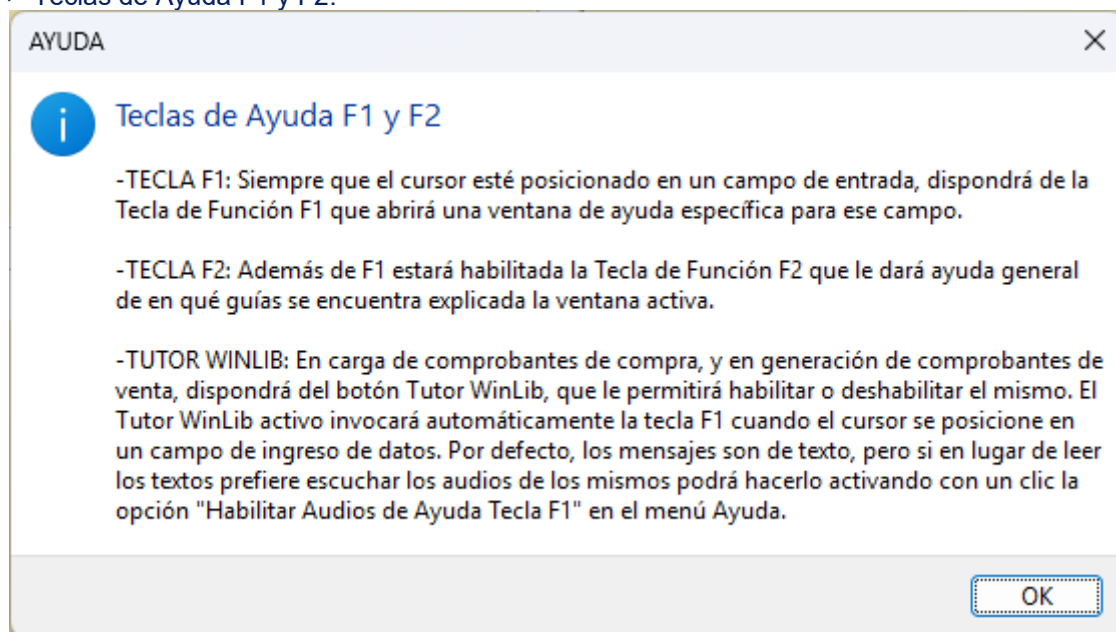 Teclas de Ayuda F1 y F2.
AYUDA
Teclas de Ayuda F1 y F2
-TECLA F1: Siempre que el cursor esté posicionado en un campo de entrada, dispondrá de la
Tecla de Función F1 que abrirá una ventana de ayuda específica para ese campo.
-TECLA F2: Además de F1 estará habilitada la Tecla de Función F2 que le dará ayuda general
de en qué guías se encuentra explicada la ventana activa.
-TUTOR WINLIB: En carga de comprobantes de compra, y en generación de comprobantes de
venta, dispondrá del botón Tutor WinLib, que le permitirá habilitar o deshabilitar el mismo. El
Tutor WinLib activo invocará automáticamente la tecla F1 cuando el cursor se posicione en
un campo de ingreso de datos. Por defecto, los mensajes son de texto, pero si en lugar de leer
los textos prefiere escuchar los audios de los mismos podrá hacerlo activando con un clic la
opción "Habilitar Audios de Ayuda Tecla F1" en el menú Ayuda.
OK